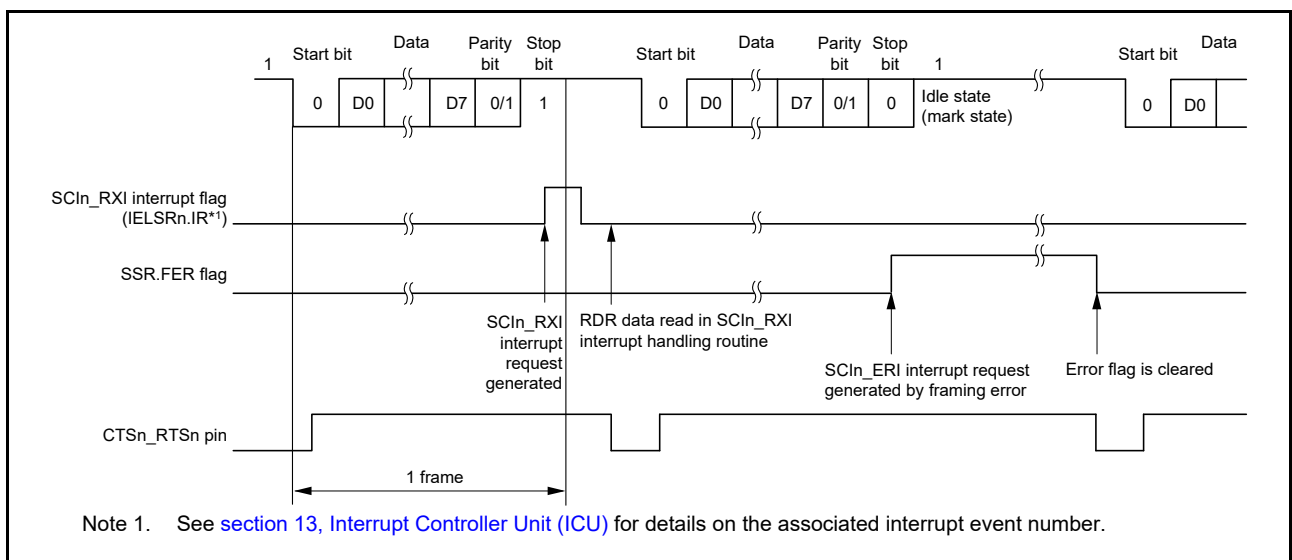 Start bit
Data
Parity bit
Stop bit
Start bit
Data
Parity bit
Stop bit
1
Start bit
Data
1
0
D0
D7
0/1
1
0
D0
D7
0/1
0
Idle state
(mark state)
0
D0
SCIn_RXI interrupt flag
(IELSRn.IR*1)
SSR.FER flag
SCIn_RXI
interrupt
request
generated
RDR data read in SCIn_RXI
interrupt handling routine
SCIn_ERI interrupt request
generated by framing error
Error flag is cleared
CTSn_RTSn pin
1 frame
Note 1. See section 13, Interrupt Controller Unit (ICU) for details on the associated interrupt event number.